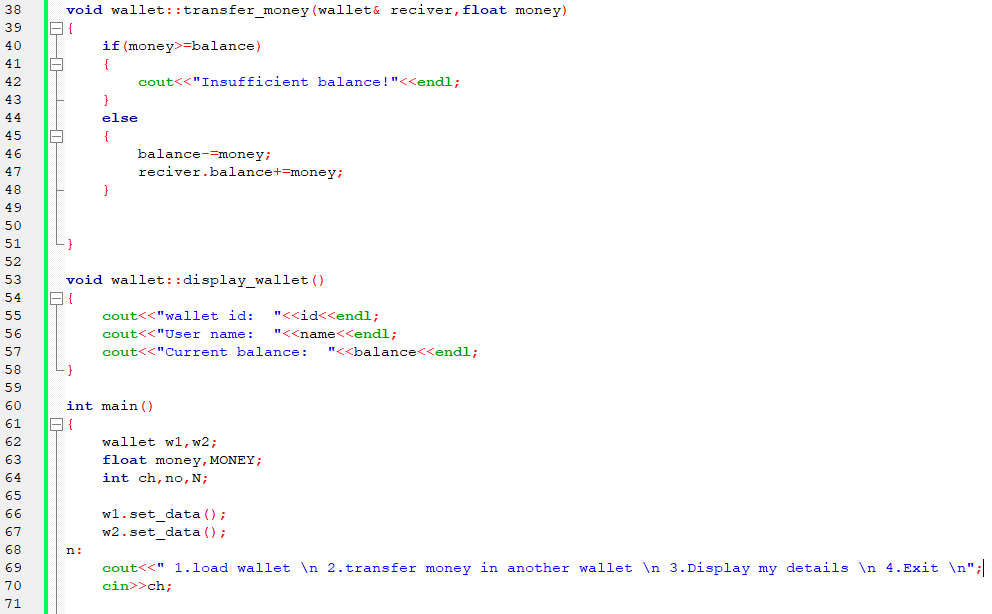 38 void wallet::transfer_money(wallet& reciver,float money)
39 {
40     if(money>=balance)
41     {
42         cout<<"Insufficient balance!"<<endl;
43     }
44     else
45     {
46         balance-=money;
47         reciver.balance+=money;
48     }
49
50
51 }
52
53 void wallet::display_wallet()
54 {
55     cout<<"wallet id:  "<<id<<endl;
56     cout<<"User name:  "<<name<<endl;
57     cout<<"Current balance:  "<<balance<<endl;
58 }
59
60 int main()
61 {
62     wallet w1,w2;
63     float money,MONEY;
64     int ch,no,N;
65
66     w1.set_data();
67     w2.set_data();
68 n:
69     cout<<" 1.load wallet \n 2.transfer money in another wallet \n 3.Display my details \n 4.Exit \n";
70     cin>>ch;
71